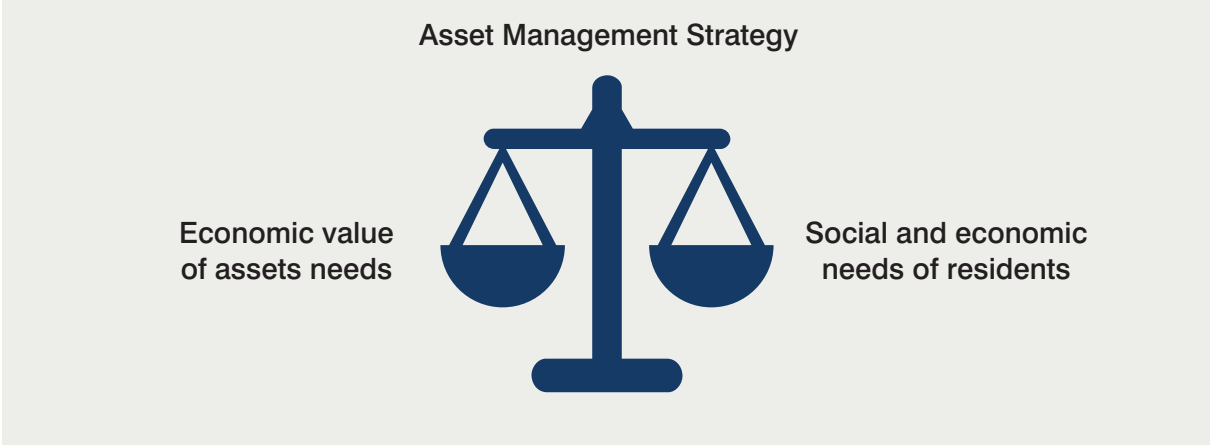 Asset Management Strategy
Economic value
of assets needs
Social and economic
needs of residents